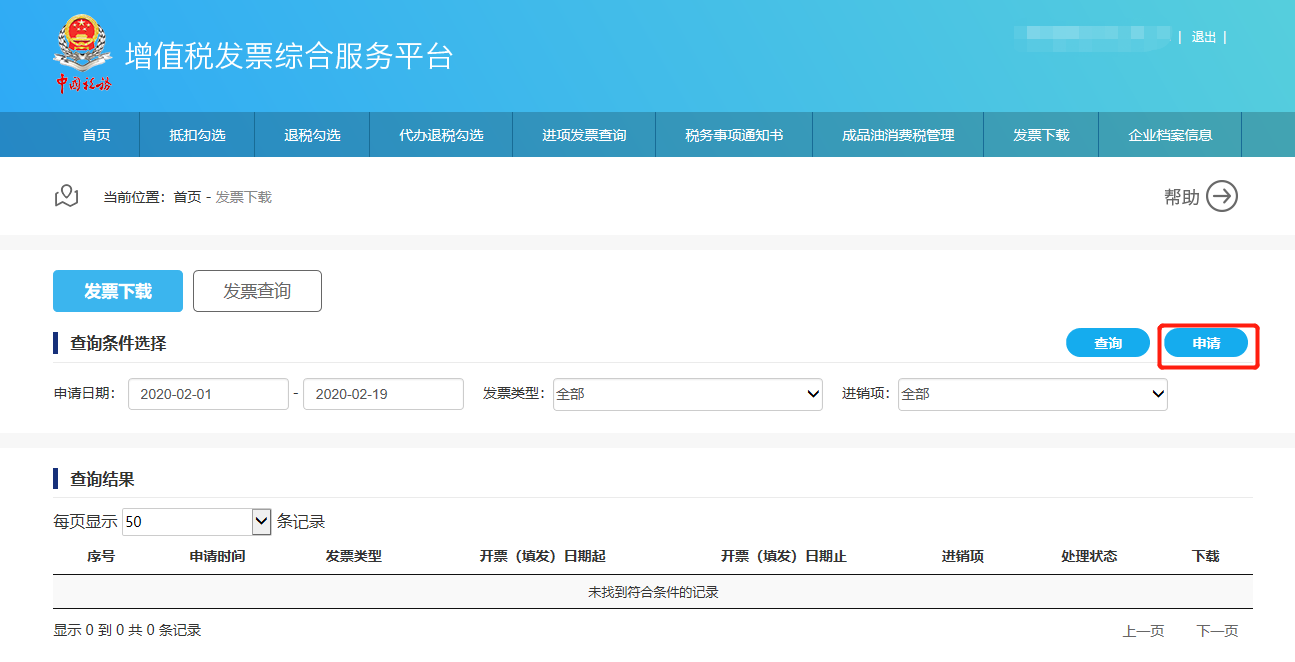 中国税务
增值税发票综合服务平台
| 退出 |
首页 抵扣勾选 退税勾选 代办退税勾选 进项发票查询 税务事项通知书 成品油消费税管理 发票下载 企业档案信息
当前位置：首页 - 发票下载 帮助
发票下载 发票查询
查询条件选择 查询 申请
申请日期： 2020-02-01 - 2020-02-19 发票类型： 全部 进销项： 全部
查询结果
每页显示 50 条记录
序号 申请时间 发票类型 开票（填发）日期起 开票（填发）日期止 进销项 处理状态 下载
未找到符合条件的记录
显示 0 到 0 共 0 条记录 上一页 下一页